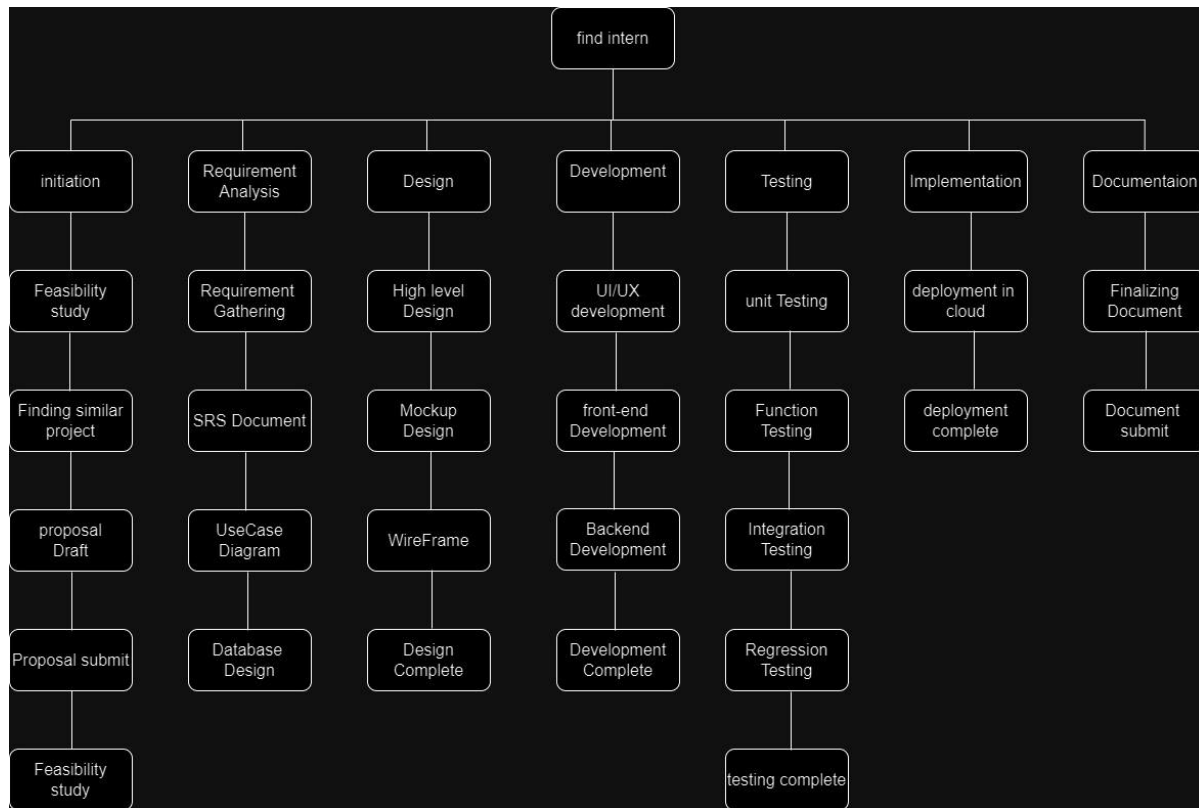 find intern
initiation
Requirement
Analysis
Design
Development
Testing
Implementation
Documentaion
Feasibility
study
Requirement
Gathering
High level
Design
UI/UX
development
unit Testing
deployment in
cloud
Finalizing
Document
Finding similar
project
SRS Document
Mockup
Design
front-end
Development
Function
Testing
deployment
complete
Document
submit
proposal
Draft
UseCase
Diagram
WireFrame
Backend
Development
Integration
Testing
Proposal submit
Database
Design
Design
Complete
Development
Complete
Regression
Testing
Feasibility
study
testing complete